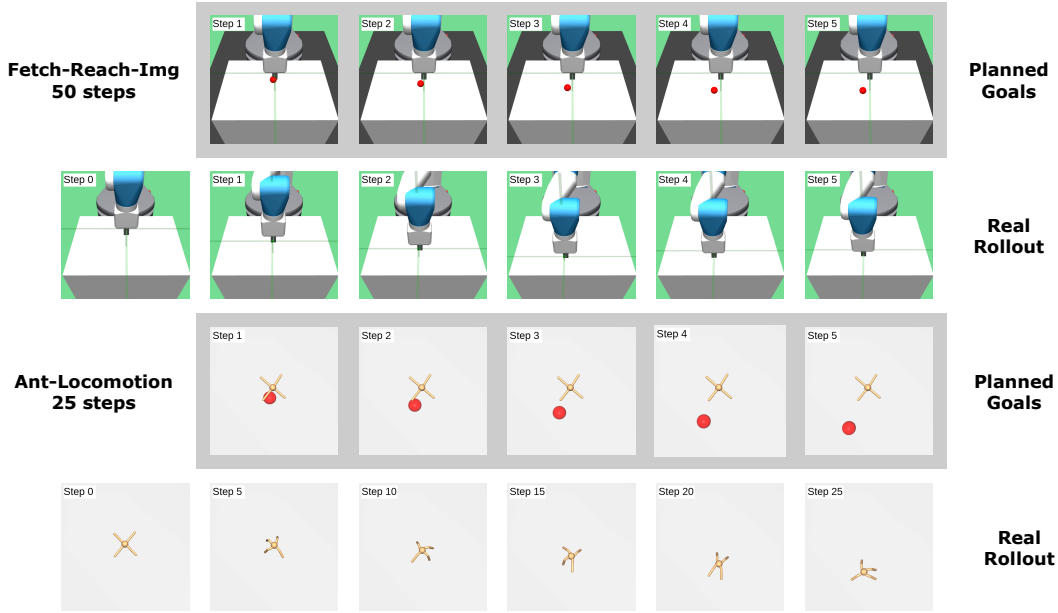 Step 1
Step 2
Step 3
Step 4
Step 5
Fetch-Reach-Img
50 steps
Planned
Goals
Step 0
Step 1
Step 2
Step 3
Step 4
Step 5
Real
Rollout
Step 1
Step 2
Step 3
Step 4
Step 5
Ant-Locomotion
25 steps
Planned
Goals
Step 0
Step 5
Step 10
Step 15
Step 20
Step 25
Real
Rollout